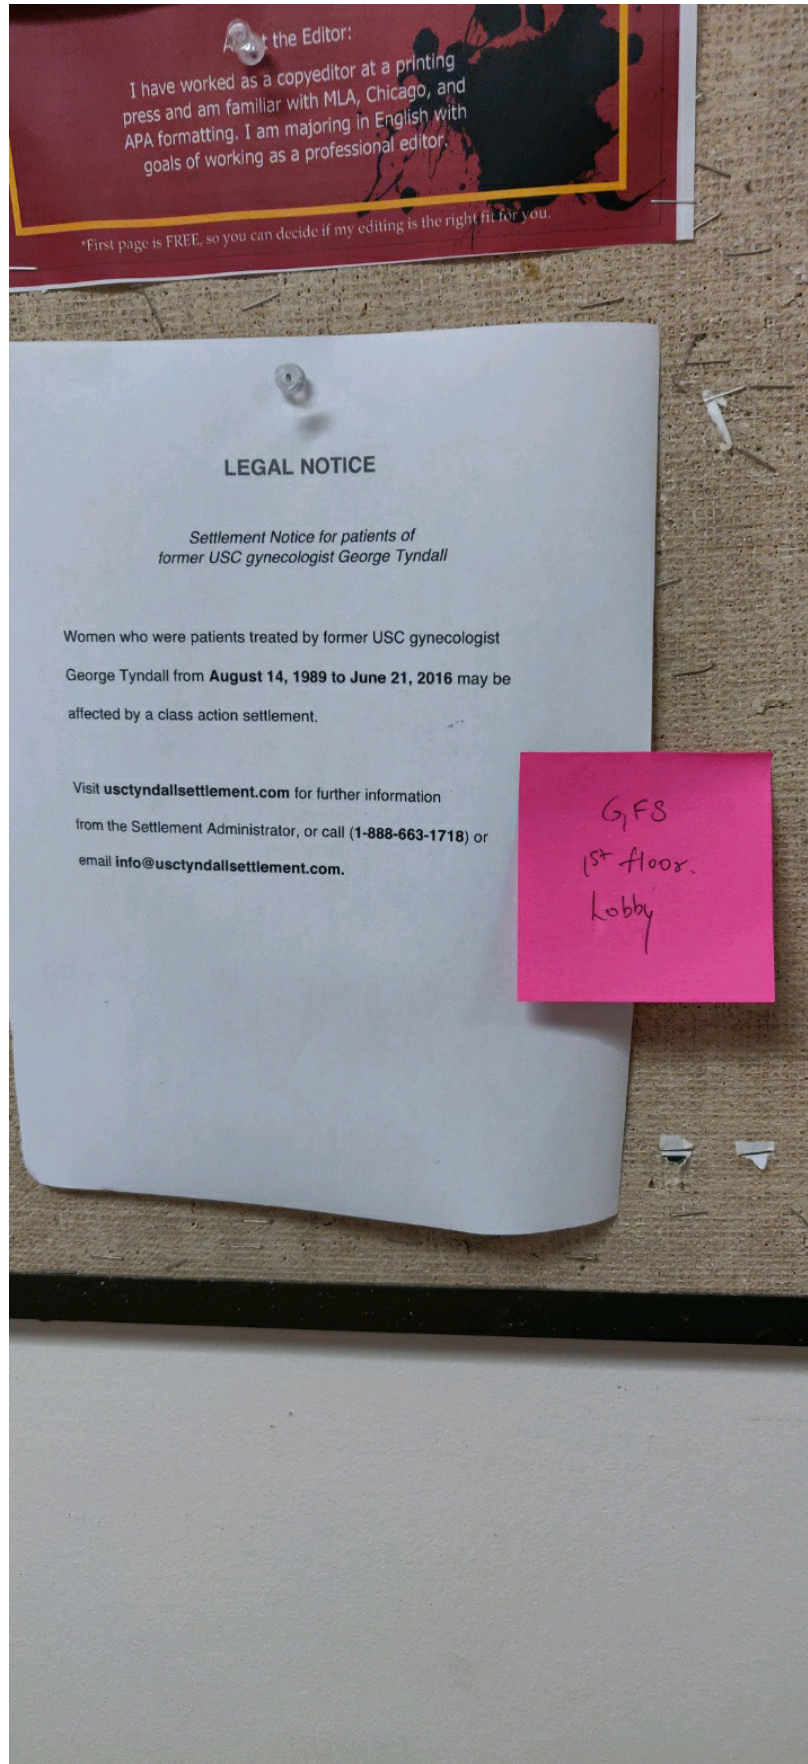 the Editor:
I have worked as a copyeditor at a printing
press and am familiar with MLA, Chicago, and
APA formatting. I am majoring in English with
goals of working as a professional editor.
*First page is FREE, so you can decide if my editing is the right fit for you.
LEGAL NOTICE
Settlement Notice for patients of
former USC gynecologist George Tyndall
Women who were patients treated by former USC gynecologist
George Tyndall from August 14, 1989 to June 21, 2016 may be
affected by a class action settlement.
Visit usctyndallsettlement.com for further information
from the Settlement Administrator, or call (1-888-663-1718) or
email info@usctyndallsettlement.com.
GFS
1st floor.
Lobby